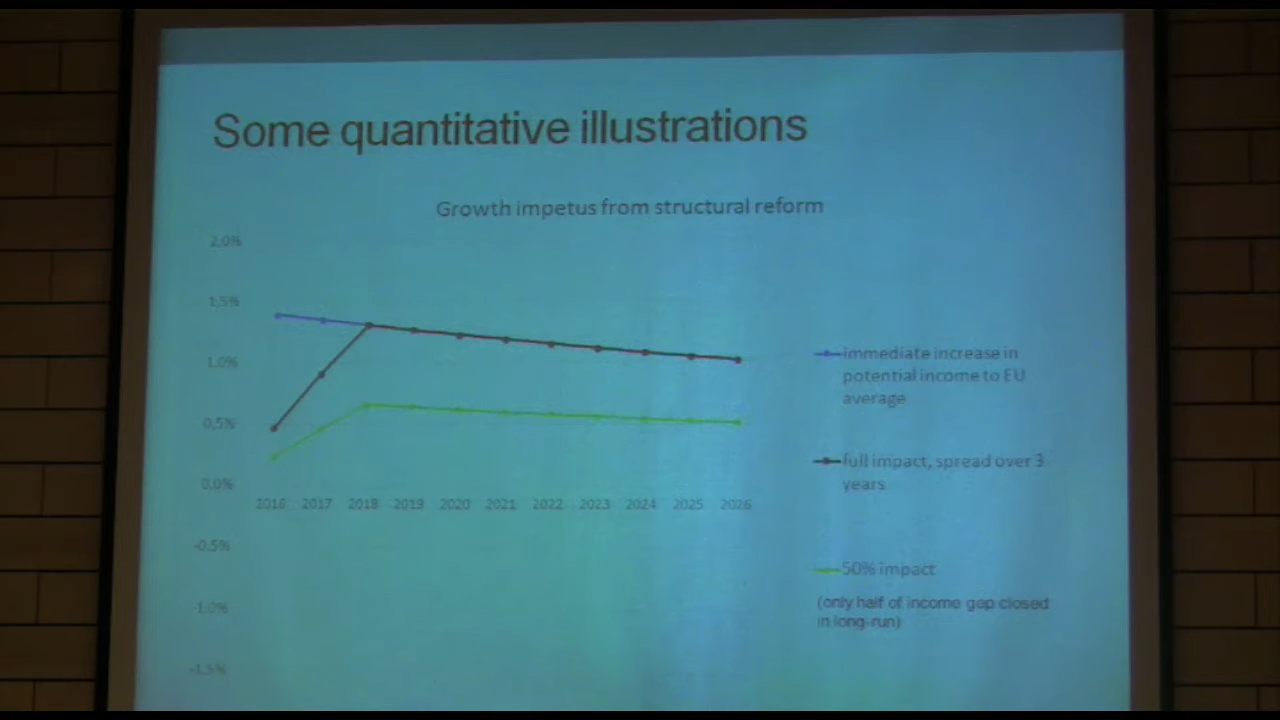 Some quantitative illustrations
Growth impetus from structural reform
2,0%
1,5%
1,0%
0,5%
0,0%
2016 2017 2018 2019 2020 2021 2022 2023 2024 2025 2026
-0,5%
-1,0%
-1,5%
immediate increase in
potential income to EU
average
full impact, spread over 3
years
50% impact
(only half of income gap closed
in long-run)